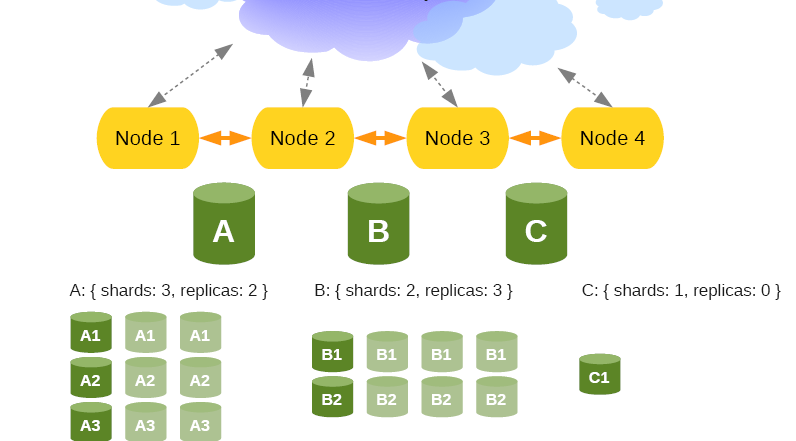 Node 1 Node 2 Node 3 Node 4
A B C
A: { shards: 3, replicas: 2 } B: { shards: 2, replicas: 3 } C: { shards: 1, replicas: 0 }
A1 A1 A1
B1 B1 B1 B1
C1
A2 A2 A2
B2 B2 B2 B2
A3 A3 A3